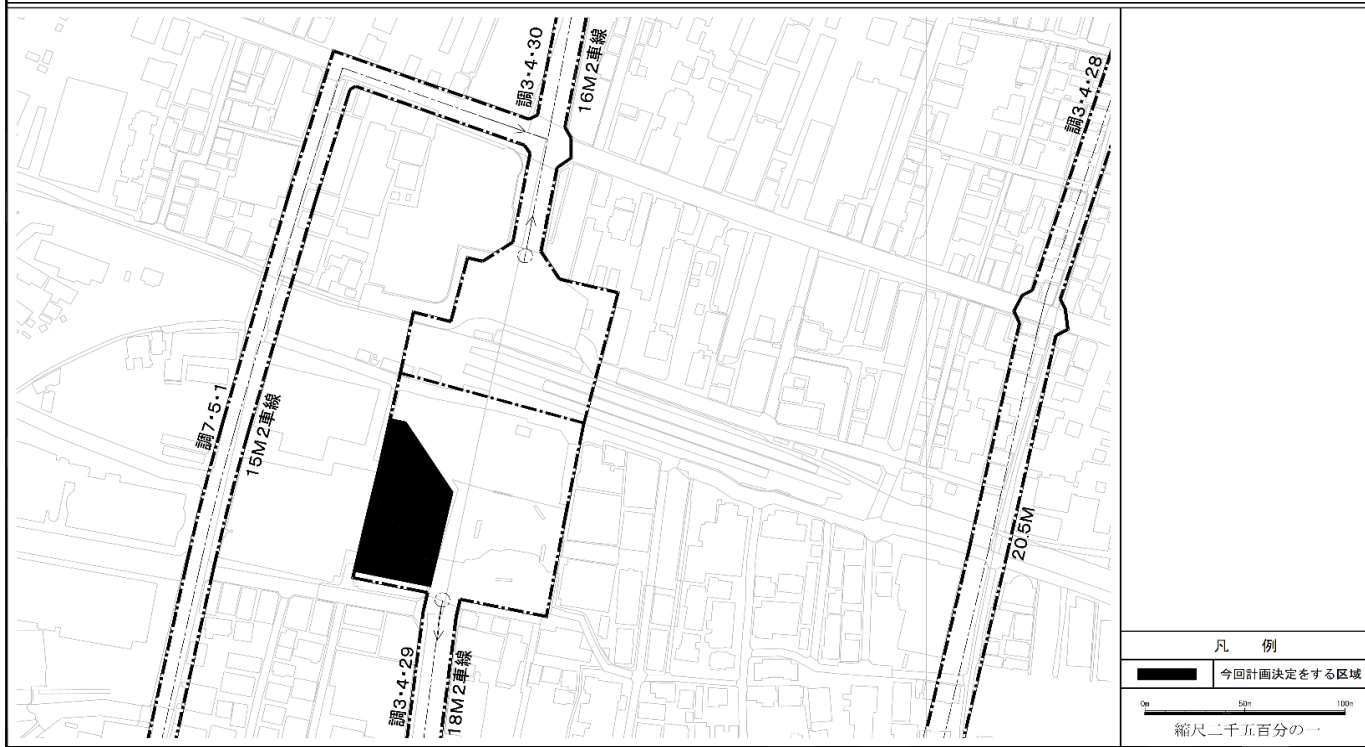 調3・4・30
16M2車線
調3・4・28
調7・5・1
15M2車線
20.5M
調3・4・29
18M2車線
凡 例
今回計画決定をする区域
0m 50m 100m
縮尺二千五百分の一